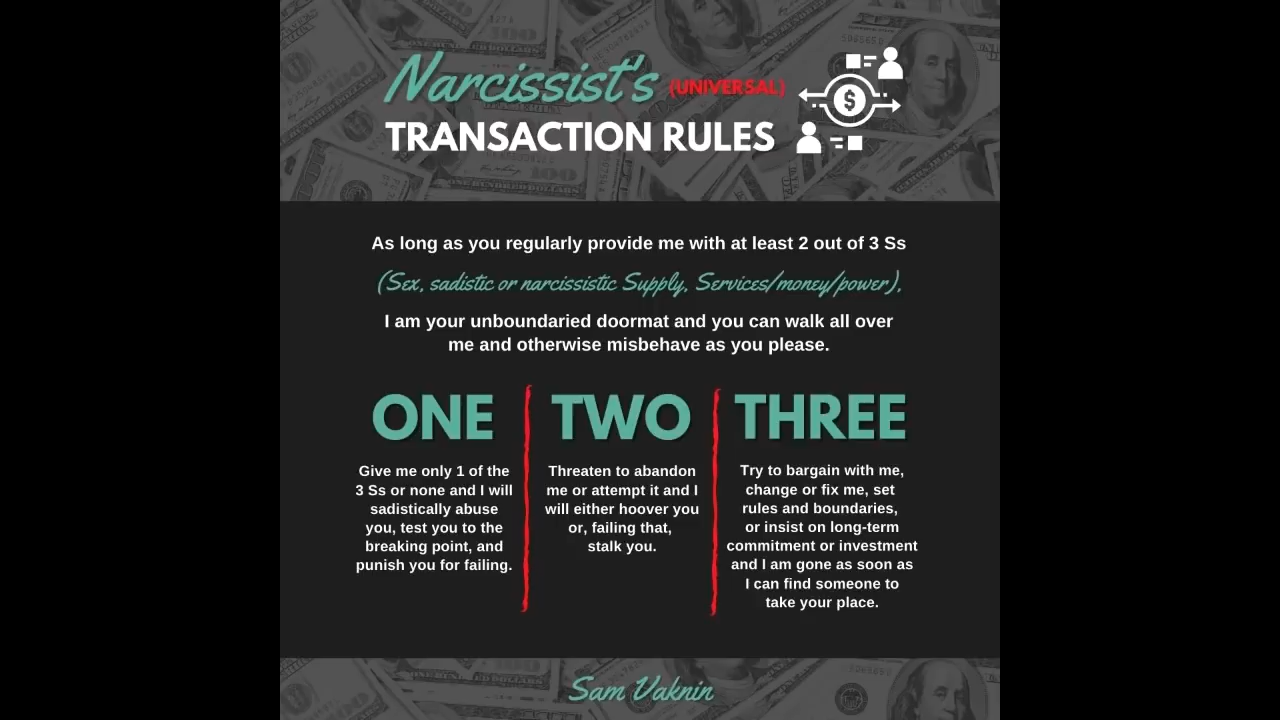 Narcissist's (UNIVERSAL)
TRANSACTION RULES
As long as you regularly provide me with at least 2 out of 3 Ss
(Sex, sadistic or narcissistic Supply, Services/money/power),
I am your unboundaried doormat and you can walk all over
me and otherwise misbehave as you please.
ONE
Give me only 1 of the
3 Ss or none and I will
sadistically abuse
you, test you to the
breaking point, and
punish you for failing.
TWO
Threaten to abandon
me or attempt it and I
will either hoover you
or, failing that,
stalk you.
THREE
Try to bargain with me,
change or fix me, set
rules and boundaries,
or insist on long-term
commitment or investment
and I am gone as soon as
I can find someone to
take your place.
Sam Vaknin